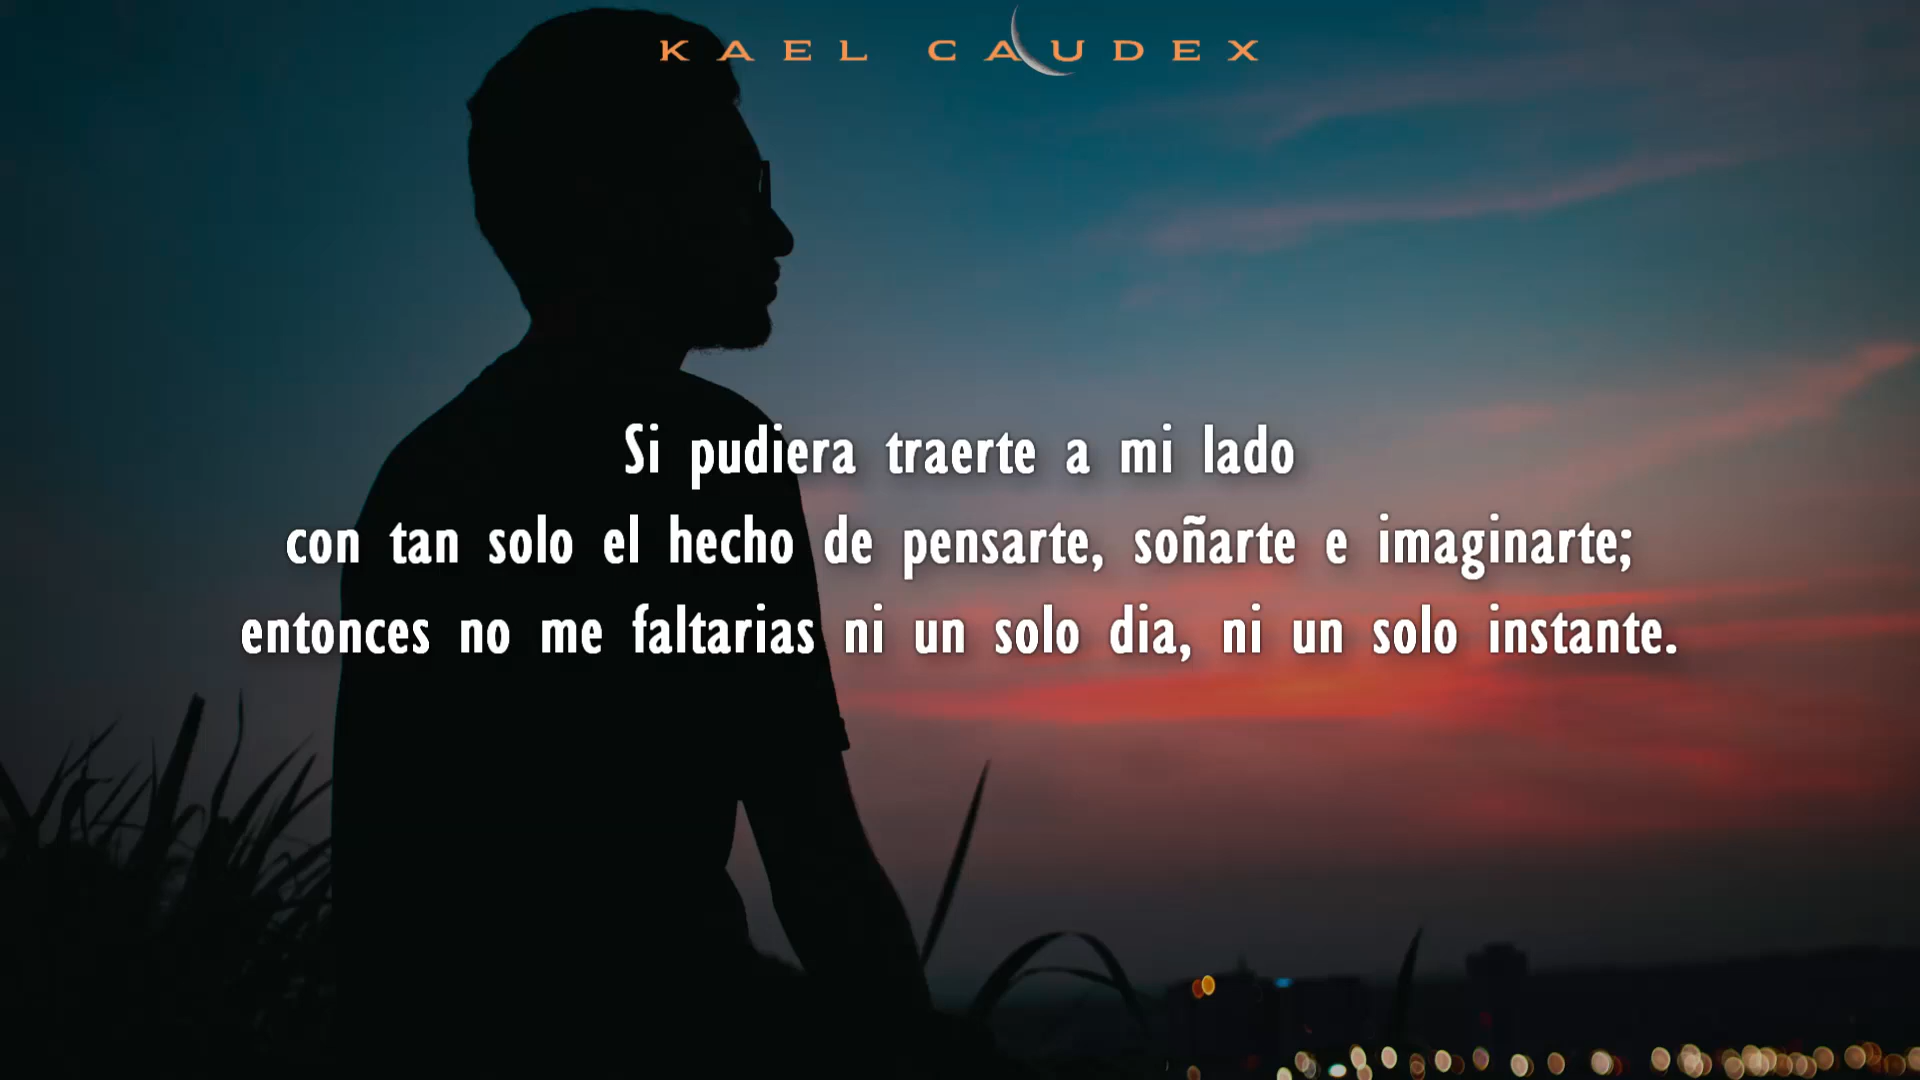 KAEL CAUDEX
Si pudiera traerte a mi lado
con tan solo el hecho de pensarte, soñarte e imaginarte;
entonces no me faltarias ni un solo dia, ni un solo instante.